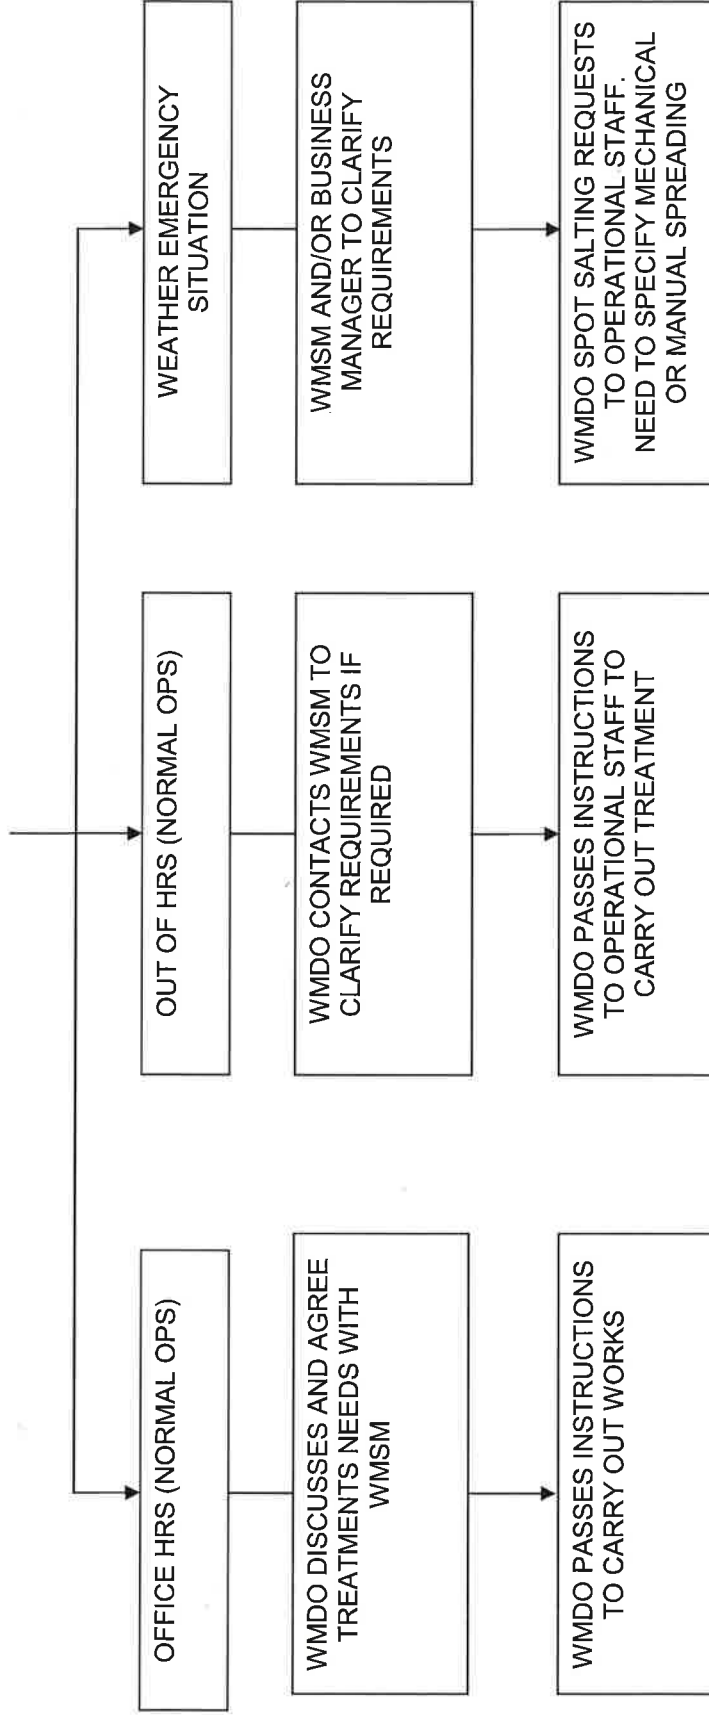 OFFICE HRS (NORMAL OPS)
WMDO DISCUSSES AND AGREE
TREATMENTS NEEDS WITH
WMSM
WMDO PASSES INSTRUCTIONS
TO CARRY OUT WORKS
OUT OF HRS (NORMAL OPS)
WMDO CONTACTS WMSM TO
CLARIFY REQUIREMENTS IF
REQUIRED
WMDO PASSES INSTRUCTIONS
TO OPERATIONAL STAFF TO
CARRY OUT TREATMENT
WEATHER EMERGENCY
SITUATION
WMSM AND/OR BUSINESS
MANAGER TO CLARIFY
REQUIREMENTS
WMDO SPOT SALTING REQUESTS
TO OPERATIONAL STAFF.
NEED TO SPECIFY MECHANICAL
OR MANUAL SPREADING